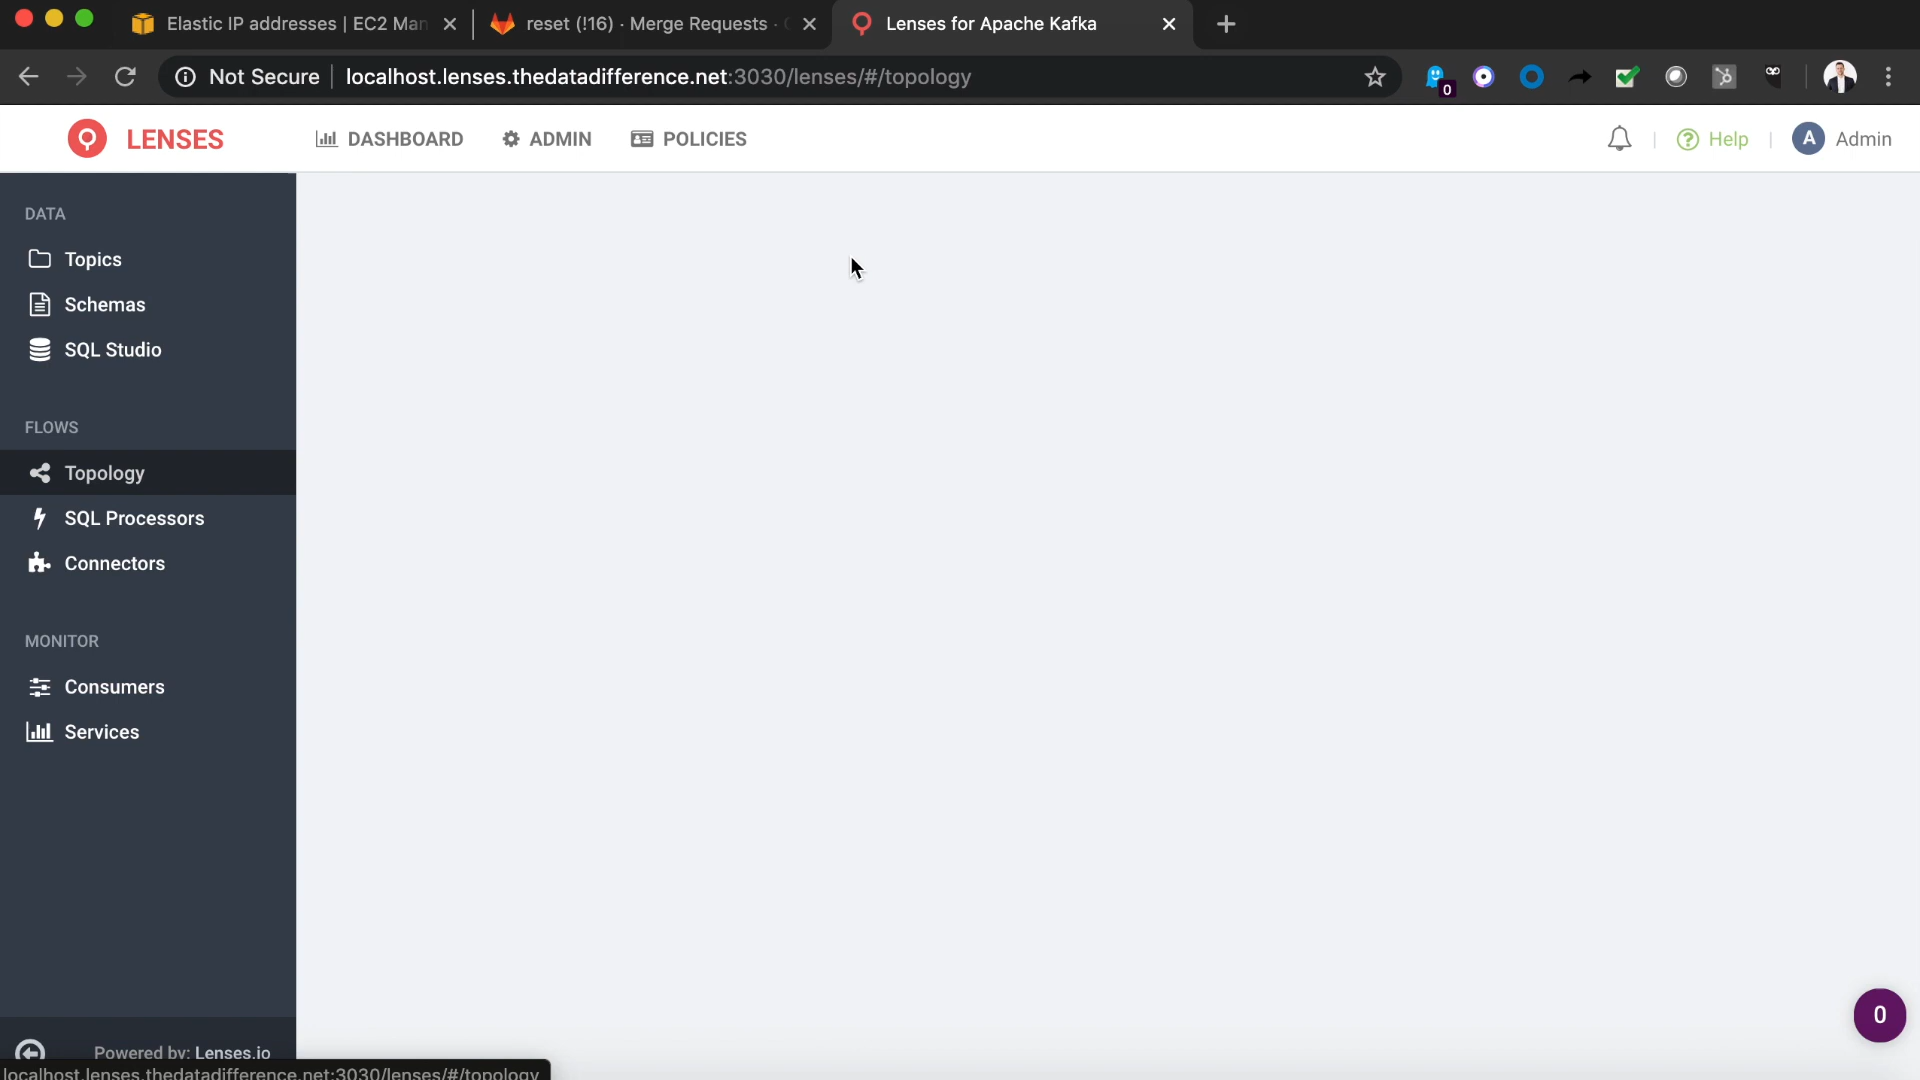 Elastic IP addresses | EC2 Man
reset (!16) · Merge Requests ·
Lenses for Apache Kafka
Not Secure
localhost.lenses.thedatadifference.net:3030/lenses/#/topology
0
LENSES
DASHBOARD
ADMIN
POLICIES
Help
A
Admin
DATA
Topics
Schemas
SQL Studio
FLOWS
Topology
SQL Processors
Connectors
MONITOR
Consumers
Services
0
Powered by: Lenses.io
localhost.lenses.thedatadifference.net:3030/lenses/#/topology